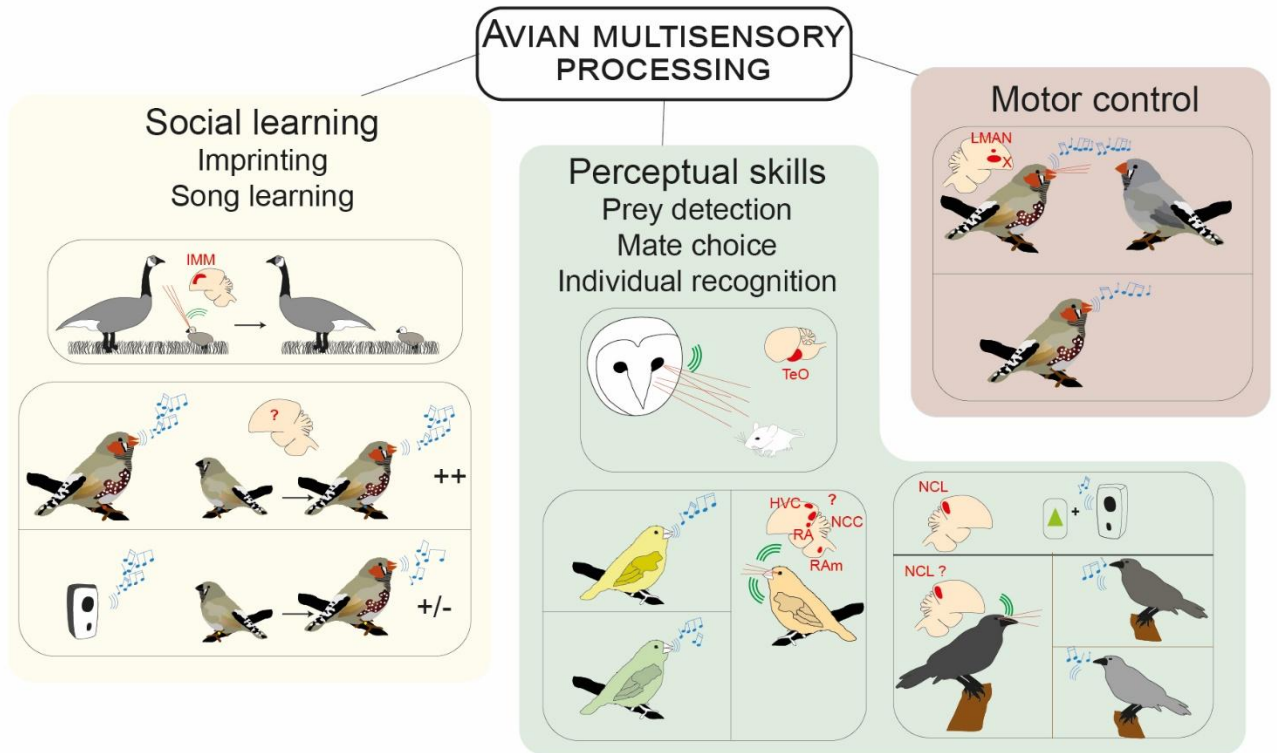 AVIAN MULTISENSORY
PROCESSING
Social learning
Imprinting
Song learning
IMM
?
++
+/-
Perceptual skills
Prey detection
Mate choice
Individual recognition
TeO
HVC
?
NCC
RA
RAm
NCL
+
NCL ?
Motor control
LMAN
X